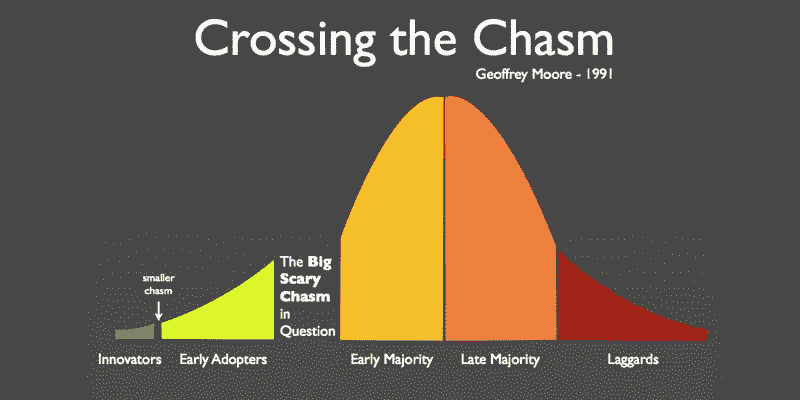 Crossing the Chasm
Geoffrey Moore - 1991
smaller
chasm
The Big
Scary
Chasm
in
Question
Innovators
Early Adopters
Early Majority
Late Majority
Laggards